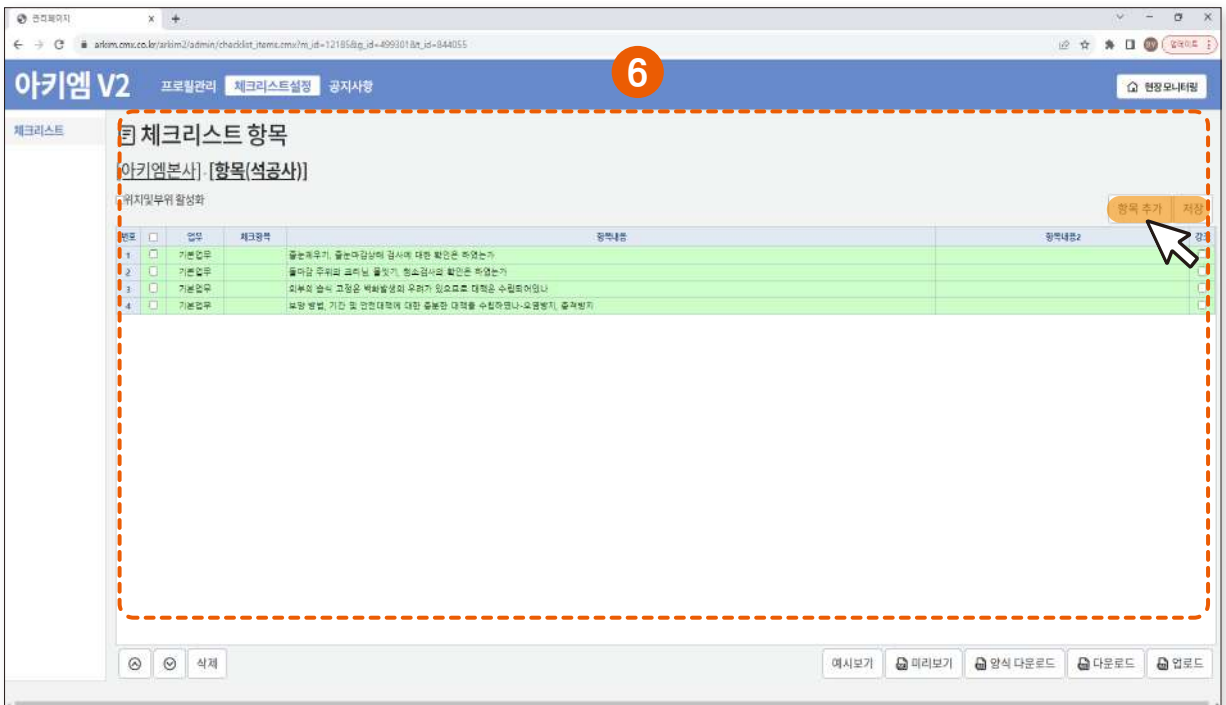 관리페이지
arkim.cmx.co.kr/arkim2/admin/checklist_items.cmx?m_id=12185&g_id=499301&t_id=844055
업데이트
6
아키엠 V2 프로필관리 체크리스트설정 공지사항 현장모니터링
체크리스트
체크리스트 항목
[아키엠본사]-[항목(석공사)]
위치및부위 활성화
항목 추가 저장
번호 업무 체크항목 항목내용 항목내용2 강조
1 기본업무 줄눈채우기, 줄눈마감상태 검사에 대한 확인은 하였는가
2 기본업무 돌마감 주위의 크리닝 물씻기, 청소검사의 확인은 하였는가
3 기본업무 외부의 습식 고정은 백화발생의 우려가 있으므로 대책은 수립되어있나
4 기본업무 보양 방법, 기간 및 안전대책에 대한 충분한 대책을 수립하였나-오염방지, 충격방지
삭제 예시보기 미리보기 양식 다운로드 다운로드 업로드